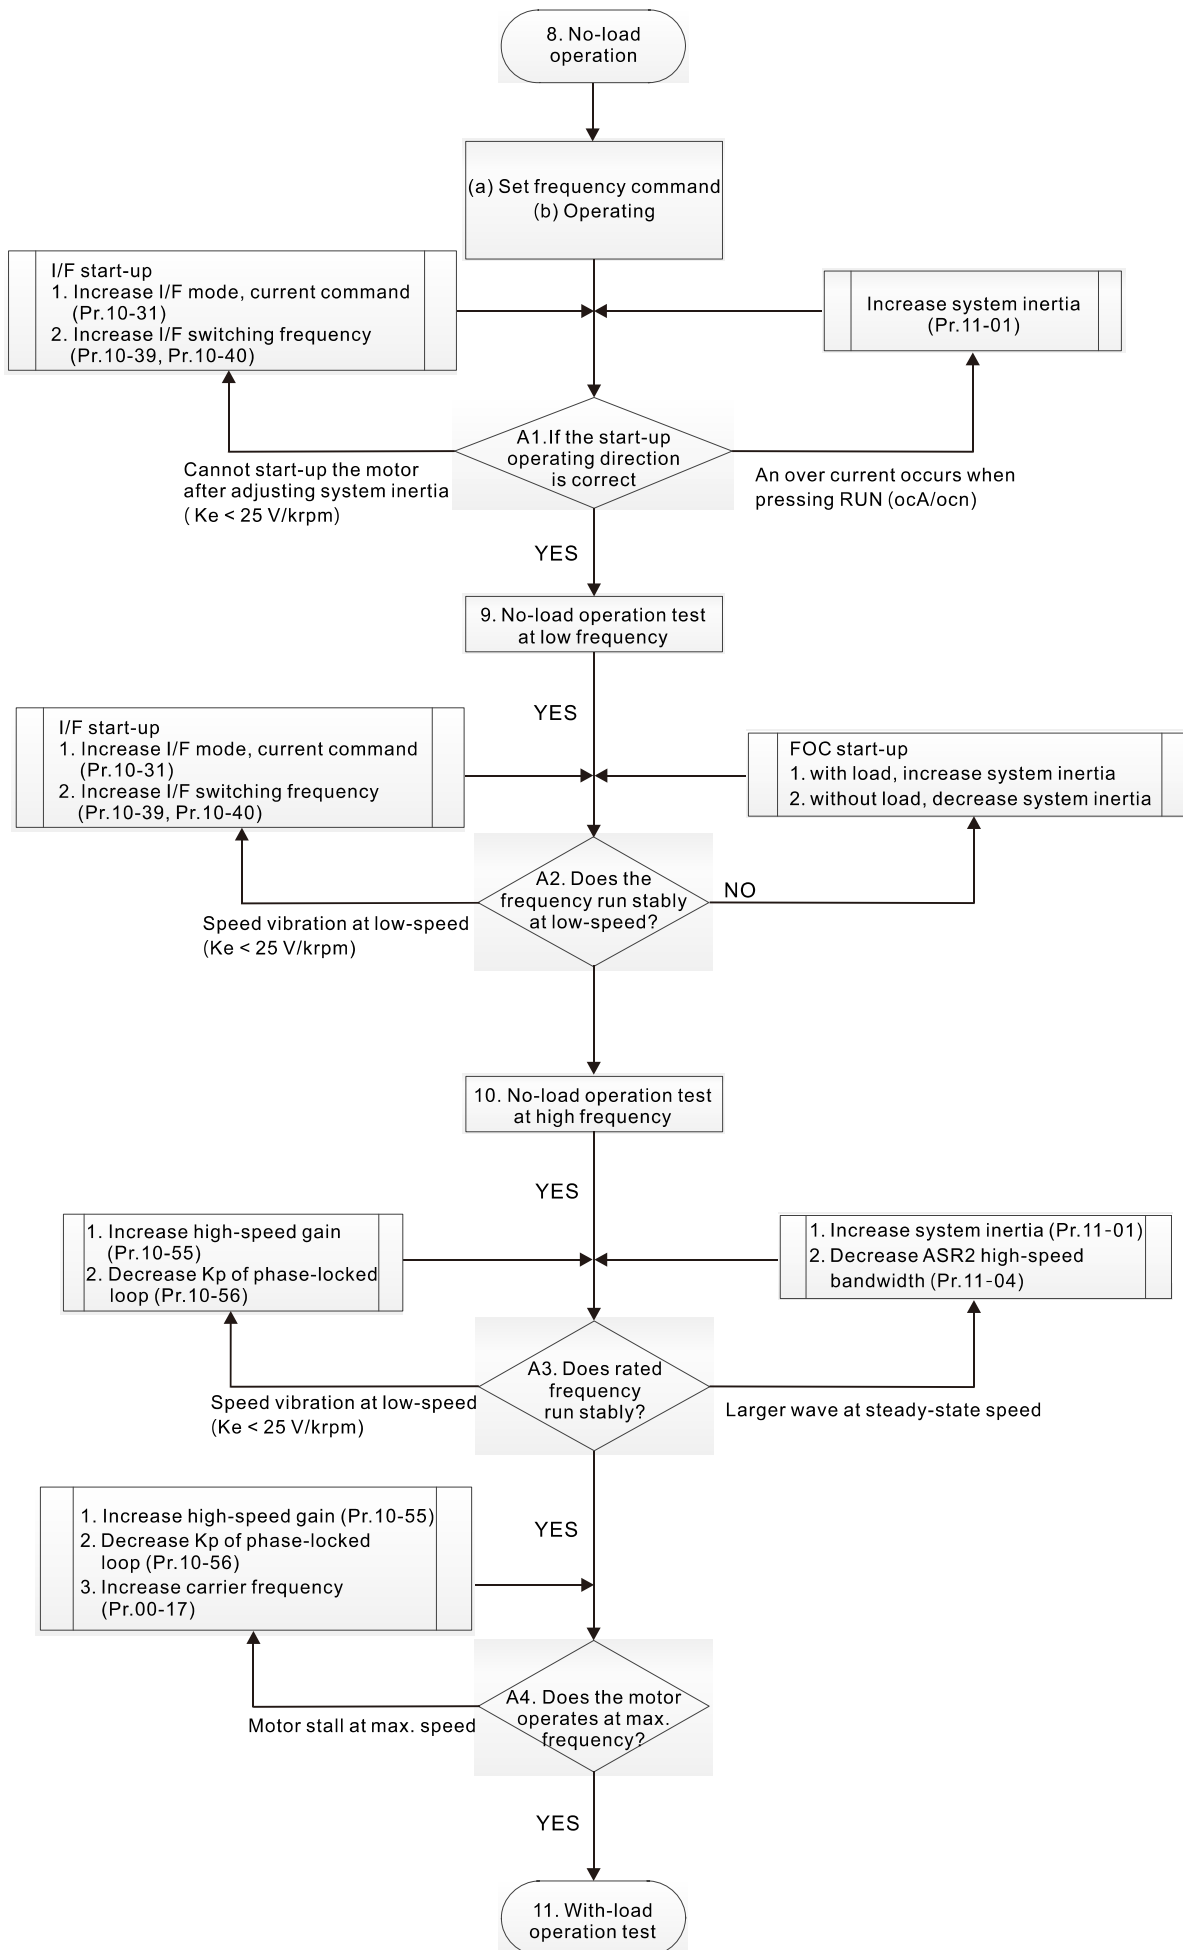 8. No-load
operation
(a) Set frequency command
(b) Operating
I/F start-up
1. Increase I/F mode, current command
(Pr.10-31)
2. Increase I/F switching frequency
(Pr.10-39, Pr.10-40)
Increase system inertia
(Pr.11-01)
A1.If the start-up
operating direction
is correct
Cannot start-up the motor
after adjusting system inertia
( Ke < 25 V/krpm)
An over current occurs when
pressing RUN (ocA/ocn)
YES
9. No-load operation test
at low frequency
YES
I/F start-up
1. Increase I/F mode, current command
(Pr.10-31)
2. Increase I/F switching frequency
(Pr.10-39, Pr.10-40)
FOC start-up
1. with load, increase system inertia
2. without load, decrease system inertia
A2. Does the
frequency run stably
at low-speed?
NO
Speed vibration at low-speed
(Ke < 25 V/krpm)
10. No-load operation test
at high frequency
YES
1. Increase high-speed gain
(Pr.10-55)
2. Decrease Kp of phase-locked
loop (Pr.10-56)
1. Increase system inertia (Pr.11-01)
2. Decrease ASR2 high-speed
bandwidth (Pr.11-04)
A3. Does rated
frequency
run stably?
Speed vibration at low-speed
(Ke < 25 V/krpm)
Larger wave at steady-state speed
YES
1. Increase high-speed gain (Pr.10-55)
2. Decrease Kp of phase-locked
loop (Pr.10-56)
3. Increase carrier frequency
(Pr.00-17)
A4. Does the motor
operates at max.
frequency?
Motor stall at max. speed
YES
11. With-load
operation test